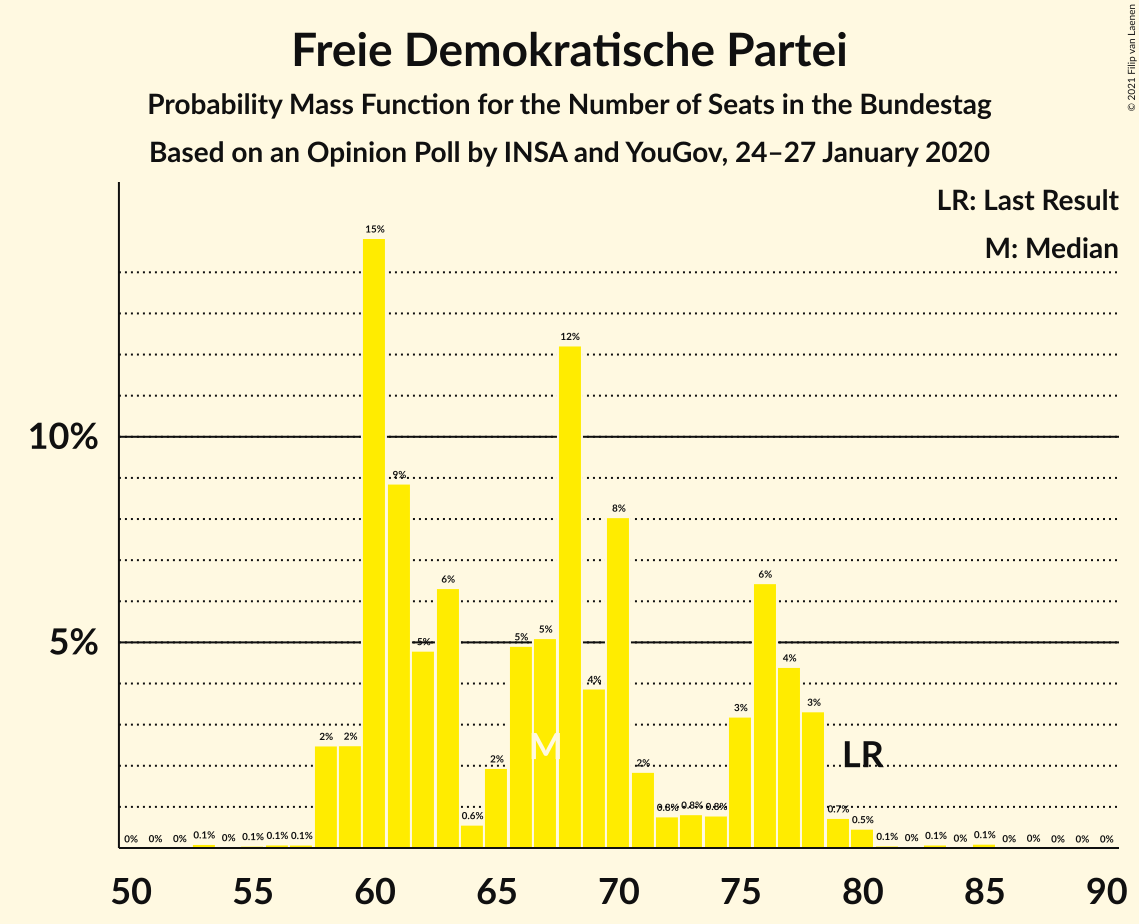 Freie Demokratische Partei
Probability Mass Function for the Number of Seats in the Bundestag
Based on an Opinion Poll by INSA and YouGov, 24–27 January 2020
© 2021 Filip van Laenen
LR: Last Result
M: Median
10%
5%
0% 0% 0% 0.1% 0% 0.1% 0.1% 0.1% 2% 2% 15% 9% 5% 6% 0.6% 2% 5% 5% 12% 4% 8% 2% 0.8% 0.8% 0.8% 3% 6% 4% 3% 0.7% 0.5% 0.1% 0% 0.1% 0% 0.1% 0% 0% 0% 0% 0%
M
LR
50 55 60 65 70 75 80 85 90